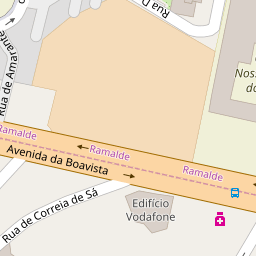 Rua D
Rua de Amarante
Nos
do
Ramalde
Ramalde
Ramalde
Avenida da Boavista
Rua de Correia de Sá
Edifício
Vodafone